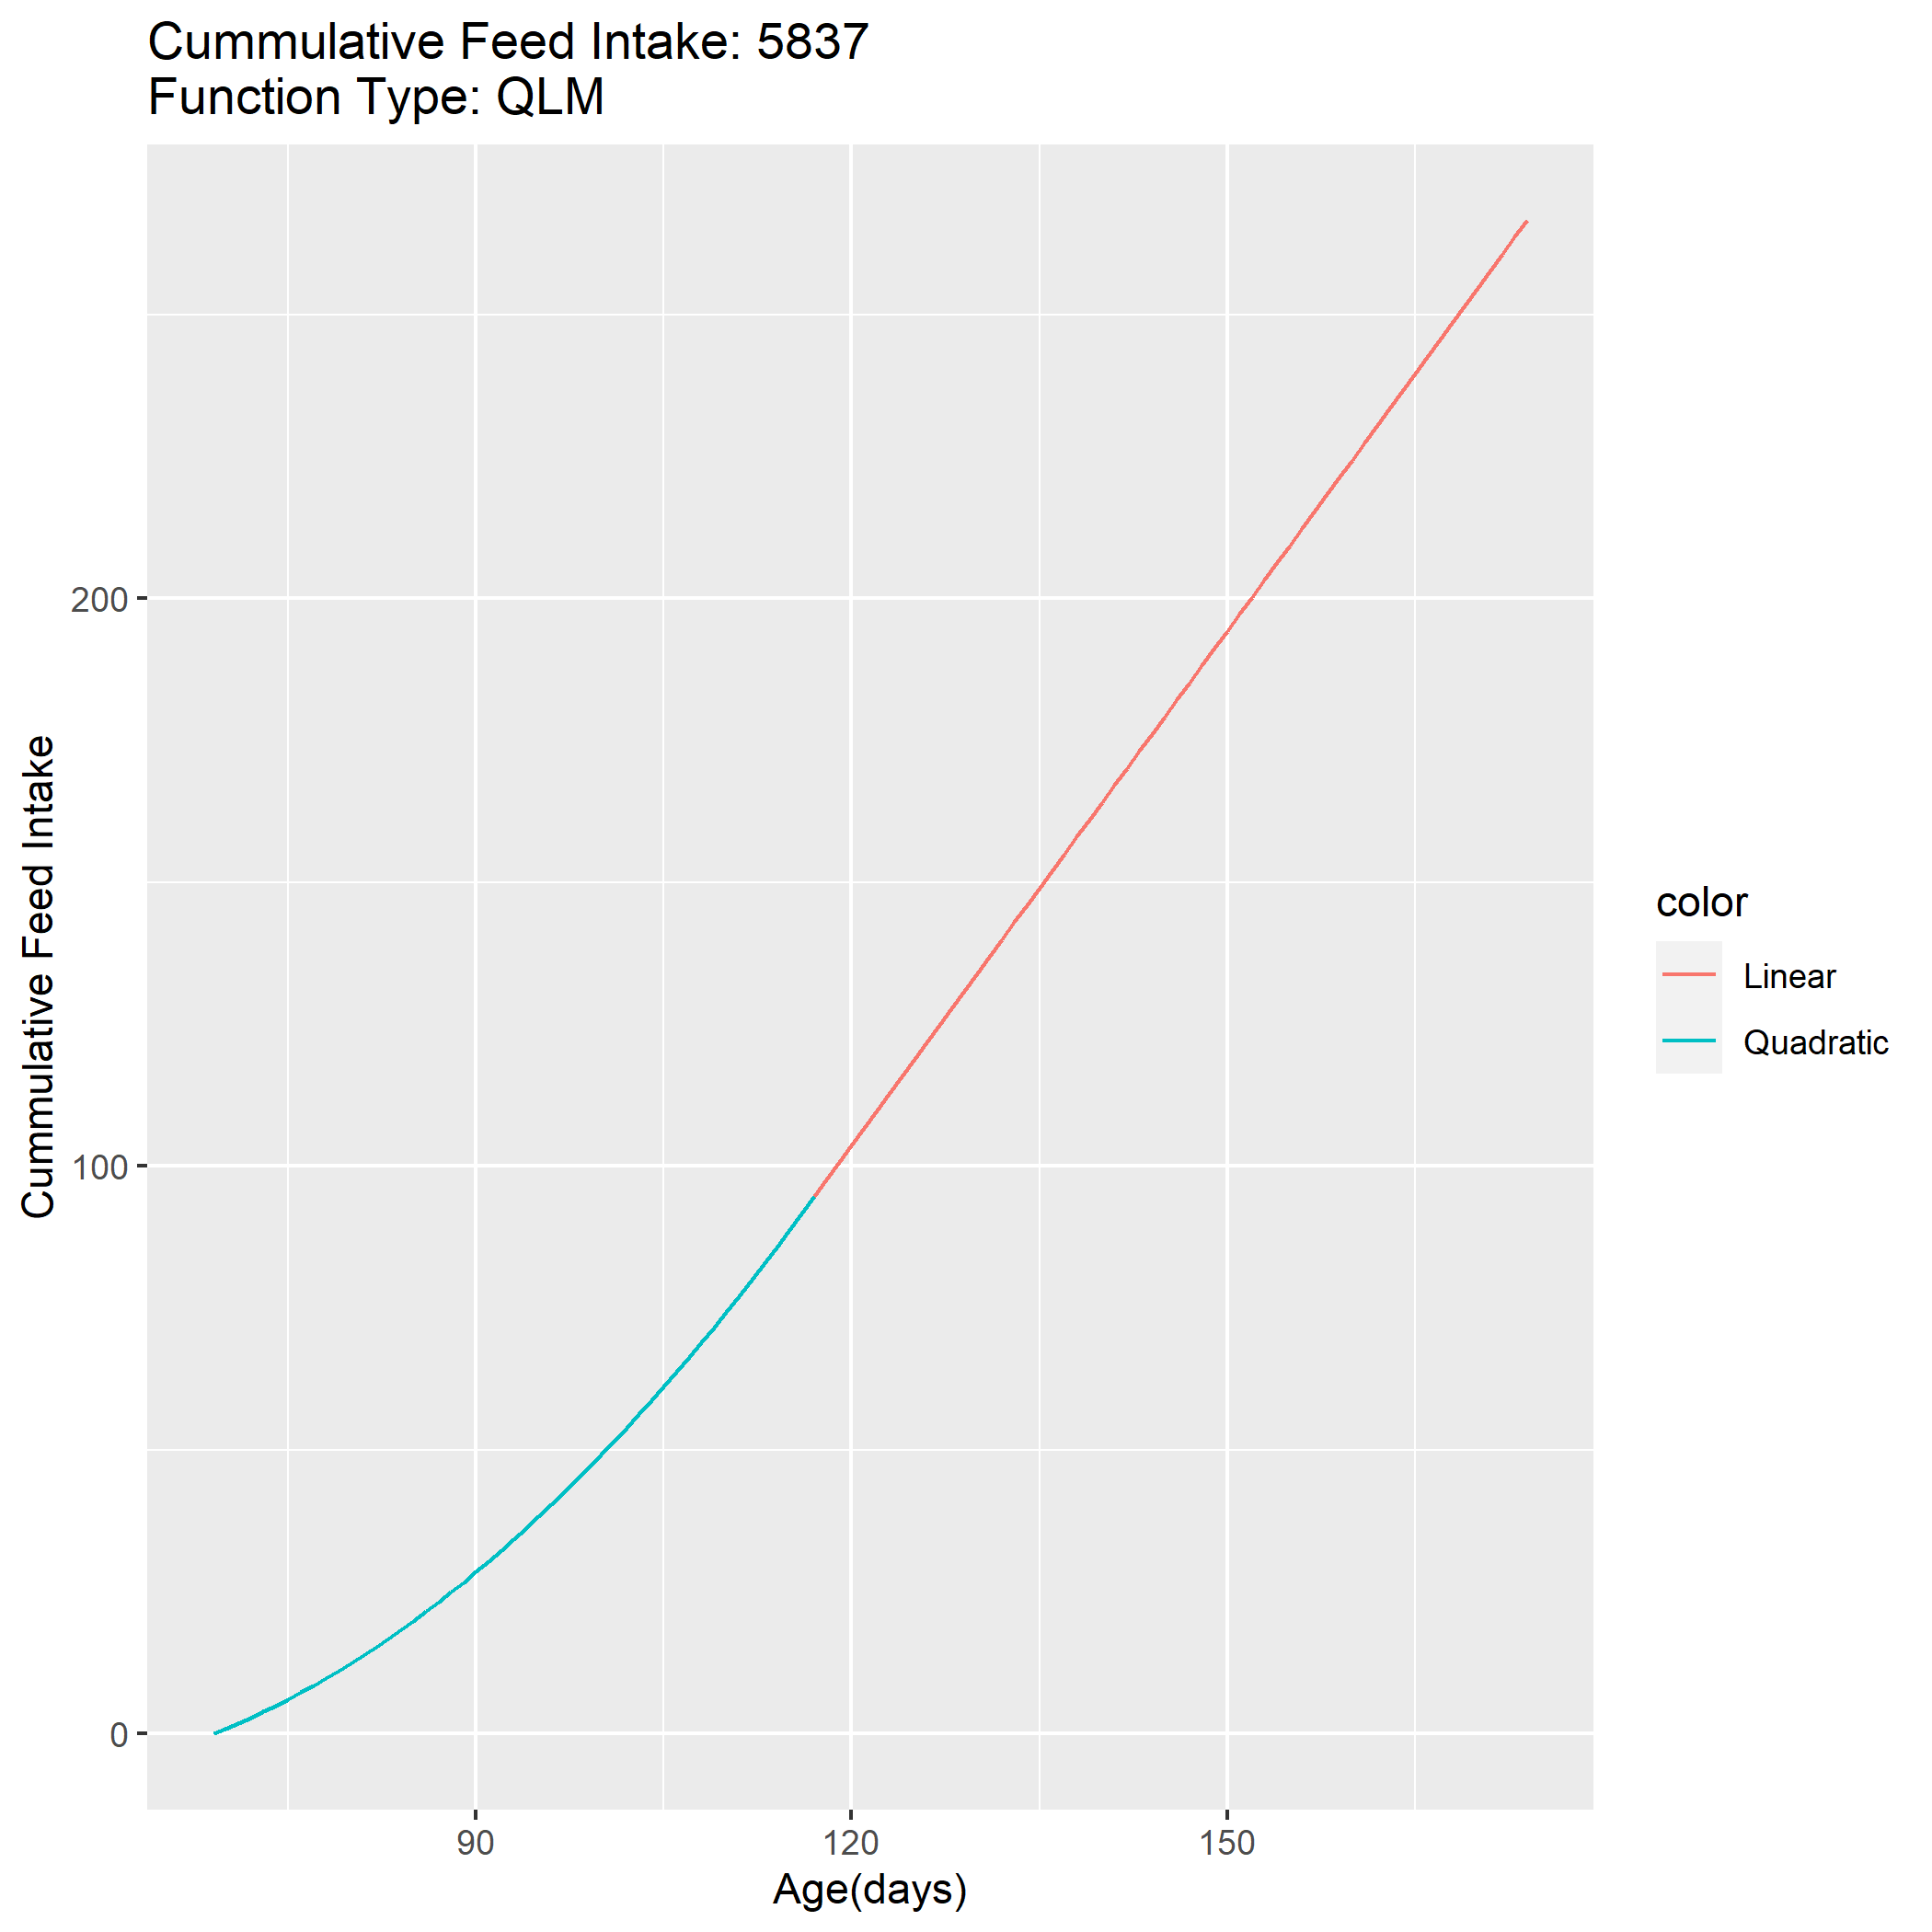 Cummulative Feed Intake: 5837
Function Type: QLM
Cummulative Feed Intake
200
100
0
90
120
150
Age(days)
color
Linear
Quadratic